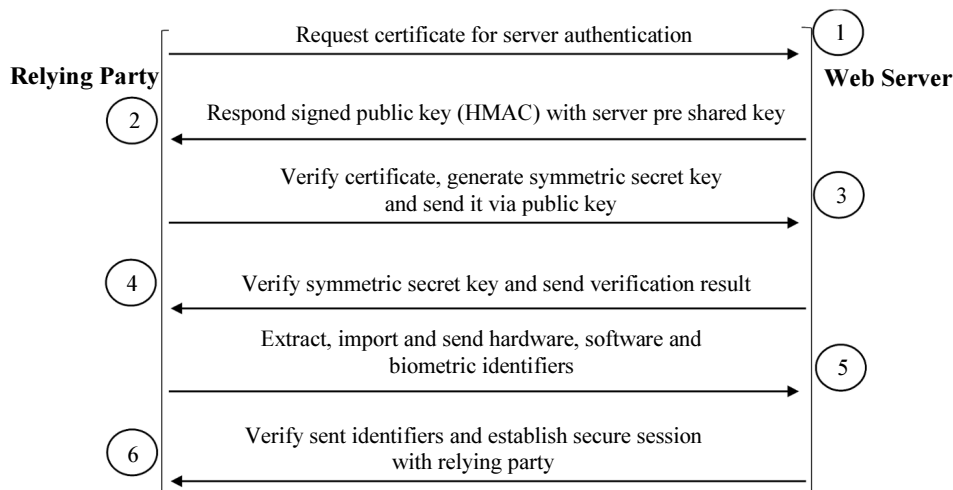 Request certificate for server authentication
1
Relying Party
Web Server
Respond signed public key (HMAC) with server pre shared key
2
Verify certificate, generate symmetric secret key
and send it via public key
3
Verify symmetric secret key and send verification result
4
Extract, import and send hardware, software and
biometric identifiers
5
Verify sent identifiers and establish secure session
with relying party
6